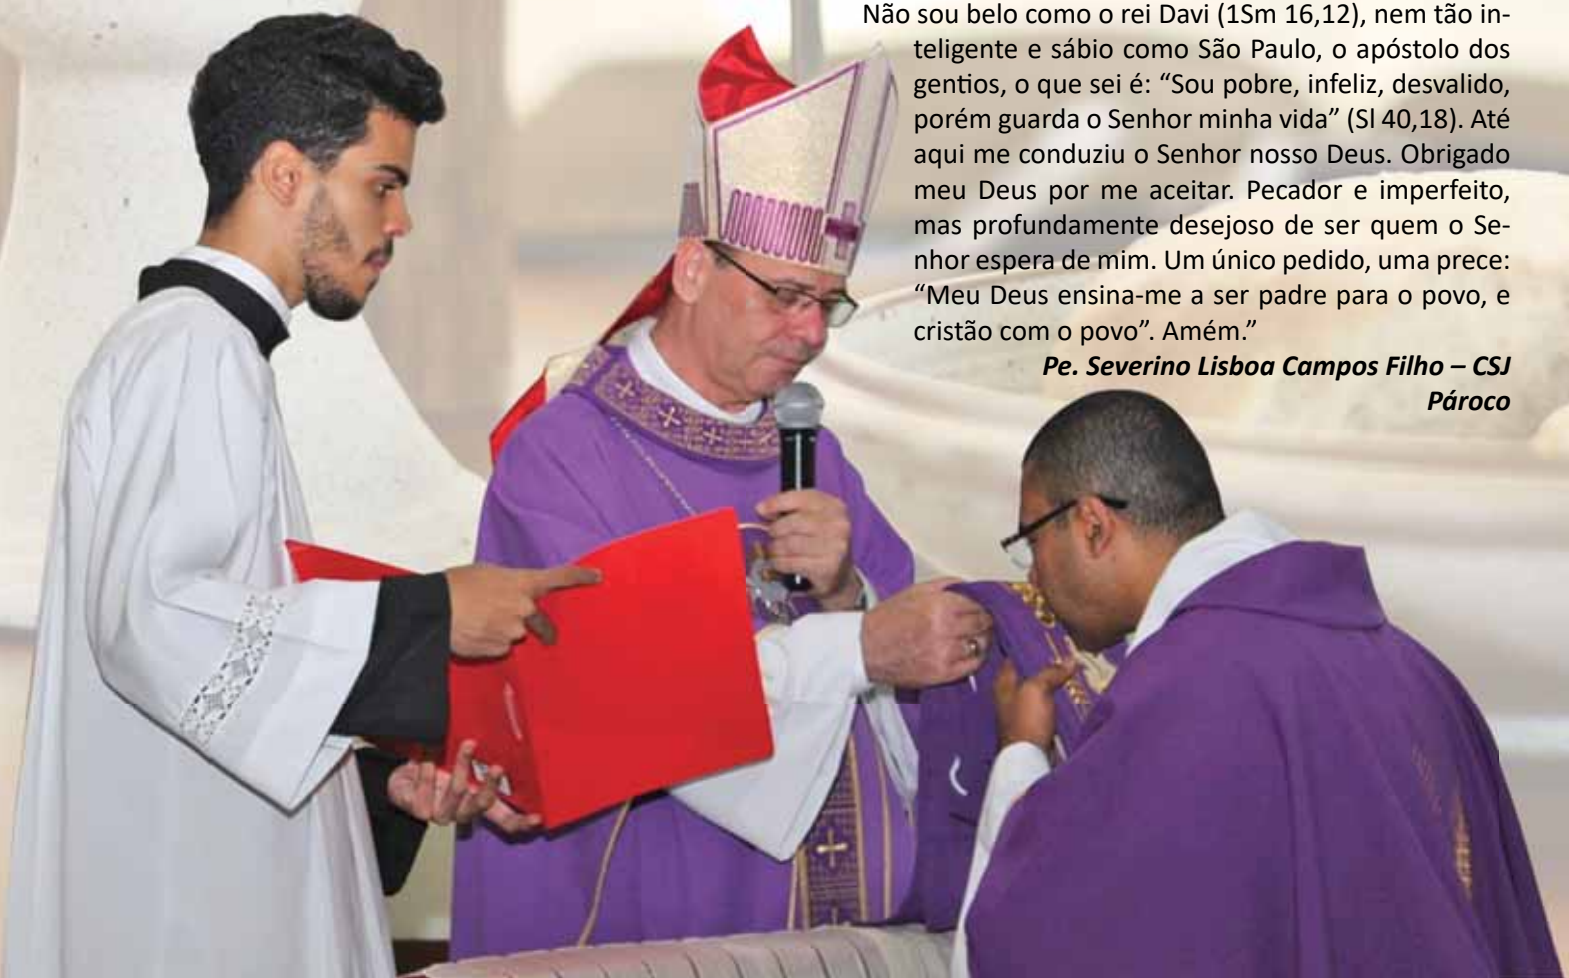 Não sou belo como o rei Davi (1Sm 16,12), nem tão in-
teligente e sábio como São Paulo, o apóstolo dos
gentios, o que sei é: “Sou pobre, infeliz, desvalido,
porém guarda o Senhor minha vida” (Sl 40,18). Até
aqui me conduziu o Senhor nosso Deus. Obrigado
meu Deus por me aceitar. Pecador e imperfeito,
mas profundamente desejoso de ser quem o Se-
nhor espera de mim. Um único pedido, uma prece:
“Meu Deus ensina-me a ser padre para o povo, e
cristão com o povo”. Amém.”
Pe. Severino Lisboa Campos Filho – CSJ
Pároco